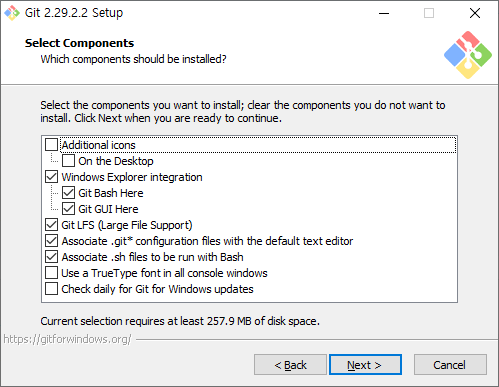 Git 2.29.2.2 Setup
Select Components
Which components should be installed?
Select the components you want to install; clear the components you do not want to
install. Click Next when you are ready to continue.
Additional icons
On the Desktop
Windows Explorer integration
Git Bash Here
Git GUI Here
Git LFS (Large File Support)
Associate .git* configuration files with the default text editor
Associate .sh files to be run with Bash
Use a TrueType font in all console windows
Check daily for Git for Windows updates
Current selection requires at least 257.9 MB of disk space.
https://gitforwindows.org/
< Back
Next >
Cancel